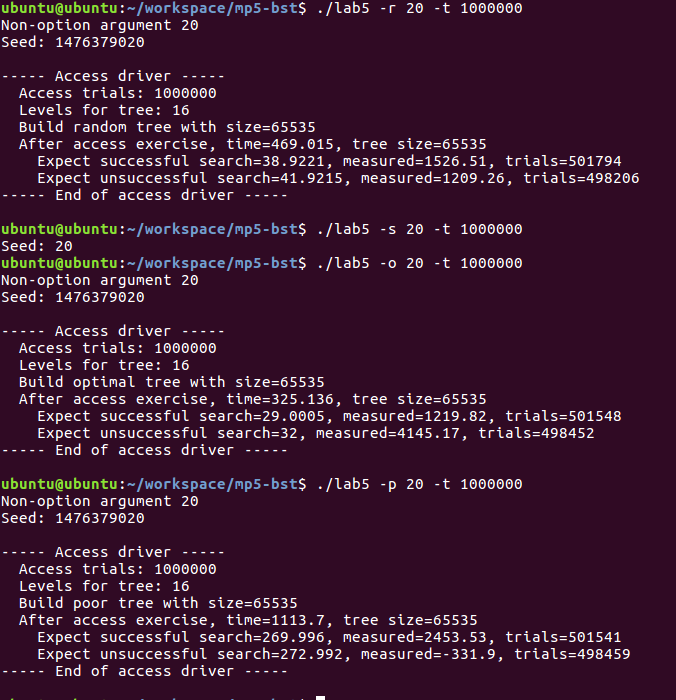 ubuntu@ubuntu:~/workspace/mp5-bst$ ./lab5 -r 20 -t 1000000
Non-option argument 20
Seed: 1476379020
----- Access driver -----
  Access trials: 1000000
  Levels for tree: 16
  Build random tree with size=65535
  After access exercise, time=469.015, tree size=65535
    Expect successful search=38.9221, measured=1526.51, trials=501794
    Expect unsuccessful search=41.9215, measured=1209.26, trials=498206
----- End of access driver -----
ubuntu@ubuntu:~/workspace/mp5-bst$ ./lab5 -s 20 -t 1000000
Seed: 20
ubuntu@ubuntu:~/workspace/mp5-bst$ ./lab5 -o 20 -t 1000000
Non-option argument 20
Seed: 1476379020
----- Access driver -----
  Access trials: 1000000
  Levels for tree: 16
  Build optimal tree with size=65535
  After access exercise, time=325.136, tree size=65535
    Expect successful search=29.0005, measured=1219.82, trials=501548
    Expect unsuccessful search=32, measured=4145.17, trials=498452
----- End of access driver -----
ubuntu@ubuntu:~/workspace/mp5-bst$ ./lab5 -p 20 -t 1000000
Non-option argument 20
Seed: 1476379020
----- Access driver -----
  Access trials: 1000000
  Levels for tree: 16
  Build poor tree with size=65535
  After access exercise, time=1113.7, tree size=65535
    Expect successful search=269.996, measured=2453.53, trials=501541
    Expect unsuccessful search=272.992, measured=-331.9, trials=498459
----- End of access driver -----